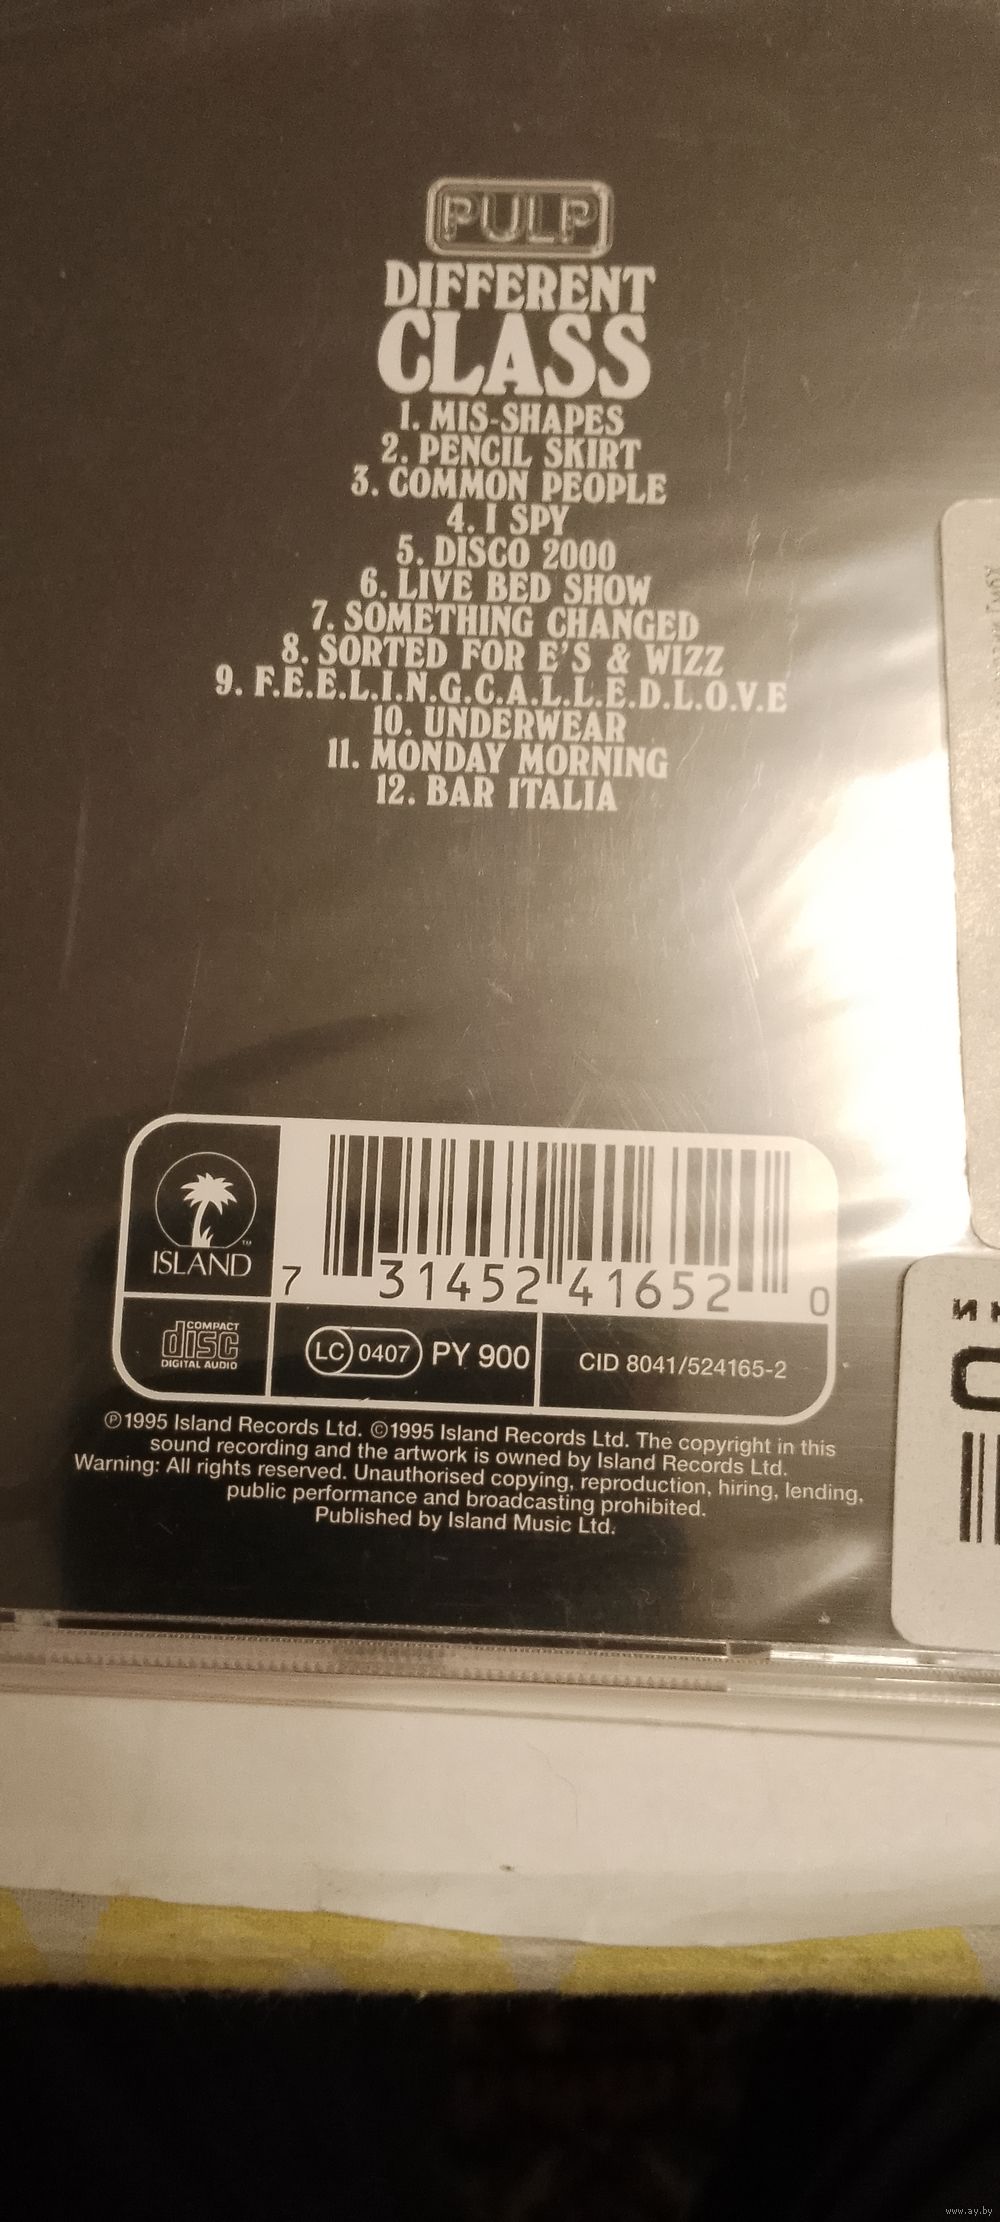 PULP
DIFFERENT
CLASS
1. MIS-SHAPES
2. PENCIL SKIRT
3. COMMON PEOPLE
4. I SPY
5. DISCO 2000
6. LIVE BED SHOW
7. SOMETHING CHANGED
8. SORTED FOR E'S & WIZZ
9. F.E.E.L.I.N.G.C.A.L.L.E.D.L.O.V.E
10. UNDERWEAR
11. MONDAY MORNING
12. BAR ITALIA
ISLAND™
7 31452 41652 0
COMPACT
disc
DIGITAL AUDIO
LC 0407 PY 900
CID 8041/524165-2
℗1995 Island Records Ltd. ©1995 Island Records Ltd. The copyright in this
sound recording and the artwork is owned by Island Records Ltd.
Warning: All rights reserved. Unauthorised copying, reproduction, hiring, lending,
public performance and broadcasting prohibited.
Published by Island Music Ltd.
www.ay.by